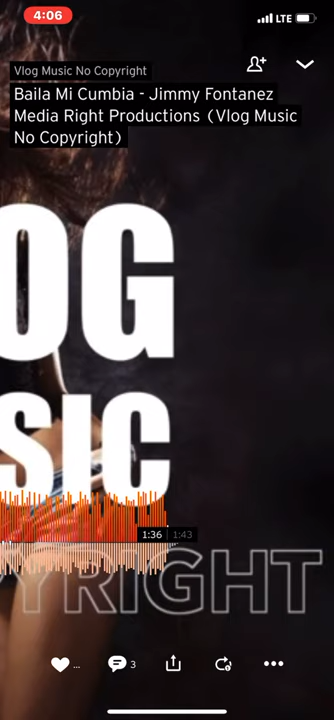 4:06
LTE
Vlog Music No Copyright
Baila Mi Cumbia - Jimmy Fontanez
Media Right Productions (Vlog Music
No Copyright)
OG
SIC
1:36 1:43
PYRIGHT
...
3